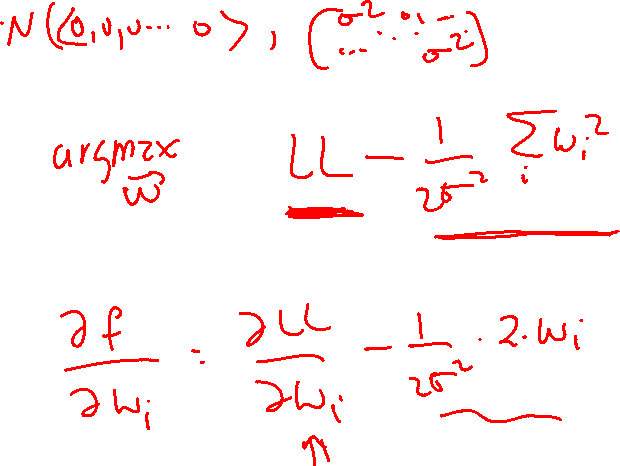 N(<0,0,0... 0>, (σ² 0, ... ... σ²))
argmax w LL - 1/2σ² Σ i wᵢ²
∂f/∂wᵢ = ∂LL/∂wᵢ - 1/2σ² · 2 · wᵢ